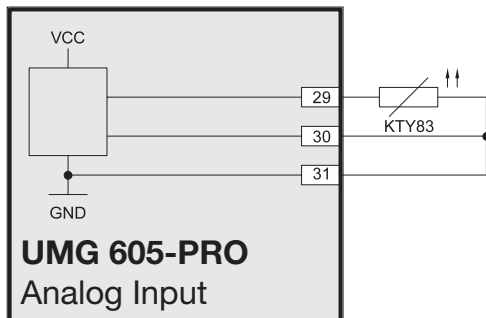 VCC
29
KTY83
30
31
GND
UMG 605-PRO
Analog Input